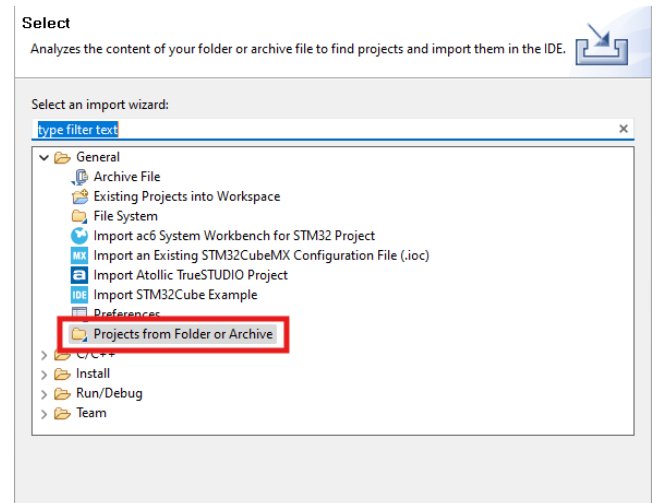 Select
Analyzes the content of your folder or archive file to find projects and import them in the IDE.
Select an import wizard:
type filter text
General
Archive File
Existing Projects into Workspace
File System
Import ac6 System Workbench for STM32 Project
MX Import an Existing STM32CubeMX Configuration File (.ioc)
Import Atollic TrueSTUDIO Project
IDE Import STM32Cube Example
Preferences
Projects from Folder or Archive
C/C++
Install
Run/Debug
Team